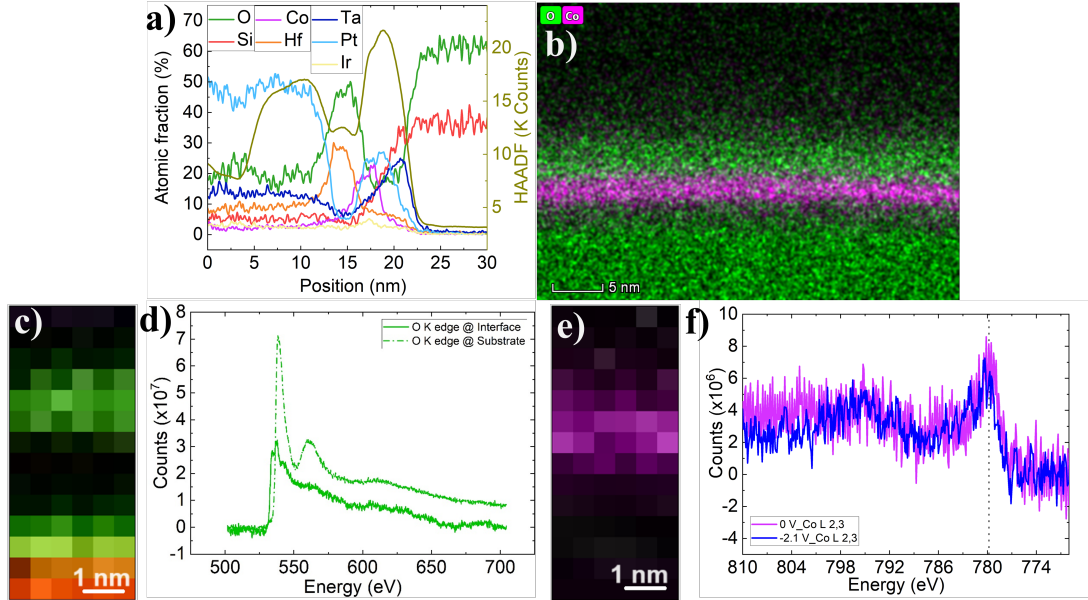 a)
O Co Ta
Si Hf Pt
Ir
Atomic fraction (%)
70
60
50
40
30
20
10
0
0 5 10 15 20 25 30
Position (nm)
20
15
10
5
HAADF (K Counts)
O Co
b)
5 nm
c)
1 nm
d)
O K edge @ Interface
O K edge @ Substrate
Counts (x10⁷)
8
7
6
5
4
3
2
1
0
-1
500 550 600 650 700
Energy (eV)
e)
1 nm
f)
Counts (x10⁶)
10
8
6
4
2
0
-2
-4
0 V_Co L 2,3
-2.1 V_Co L 2,3
810 804 798 792 786 780 774
Energy (eV)